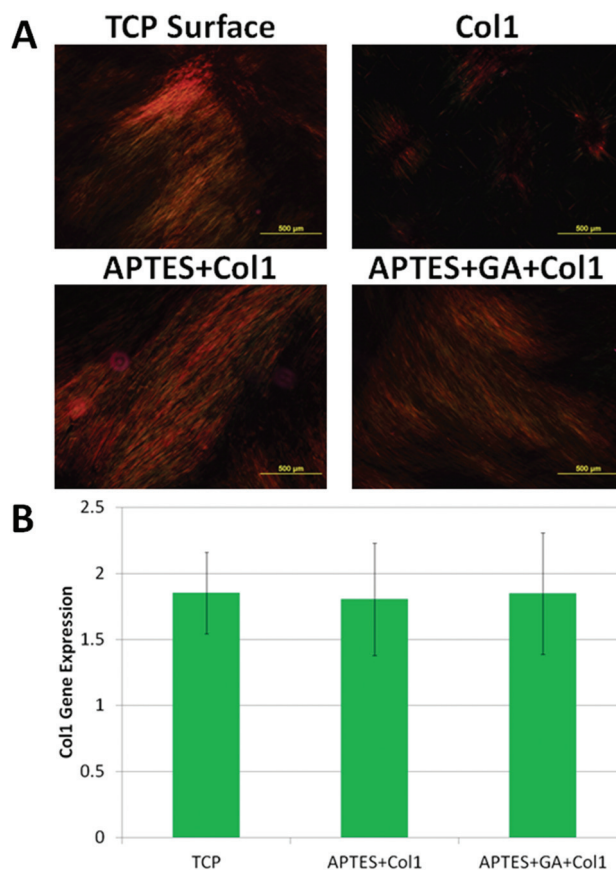 A
TCP Surface
Col1
500 µm
500 µm
APTES+Col1
APTES+GA+Col1
500 µm
500 µm
B
Col1 Gene Expression
2.5
2
1.5
1
0.5
0
TCP
APTES+Col1
APTES+GA+Col1